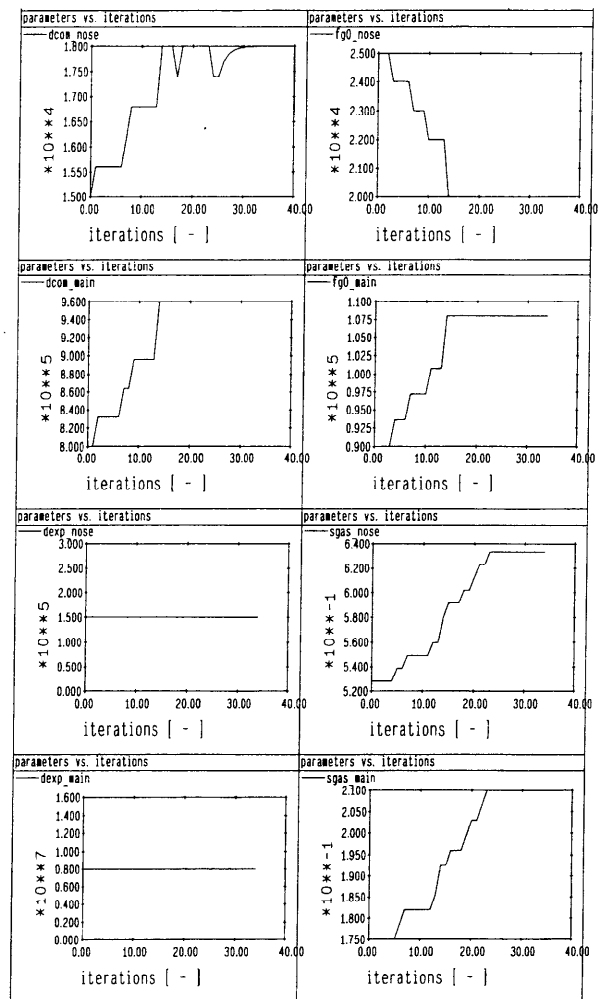 parameters vs. iterations
dcom_nose
1.800
1.750
1.700
1.650
1.600
1.550
1.500
*10**4
0.00 10.00 20.00 30.00 40.00
iterations [ - ]
parameters vs. iterations
fg0_nose
2.500
2.400
2.300
2.200
2.100
2.000
*10**4
0.00 10.00 20.00 30.00 40.00
iterations [ - ]
parameters vs. iterations
dcom_main
9.600
9.400
9.200
9.000
8.800
8.600
8.400
8.200
8.000
*10**5
0.00 10.00 20.00 30.00 40.00
iterations [ - ]
parameters vs. iterations
fg0_main
1.100
1.075
1.050
1.025
1.000
0.975
0.950
0.925
0.900
*10**5
0.00 10.00 20.00 30.00 40.00
iterations [ - ]
parameters vs. iterations
dexp_nose
3.000
2.500
2.000
1.500
1.000
0.500
0.000
*10**5
0.00 10.00 20.00 30.00 40.00
iterations [ - ]
parameters vs. iterations
sgas_nose
6.400
6.200
6.000
5.800
5.600
5.400
5.200
*10**-1
0.00 10.00 20.00 30.00 40.00
iterations [ - ]
parameters vs. iterations
dexp_main
1.600
1.400
1.200
1.000
0.800
0.600
0.400
0.200
0.000
*10**7
0.00 10.00 20.00 30.00 40.00
iterations [ - ]
parameters vs. iterations
sgas_main
2.100
2.050
2.000
1.950
1.900
1.850
1.800
1.750
*10**-1
0.00 10.00 20.00 30.00 40.00
iterations [ - ]